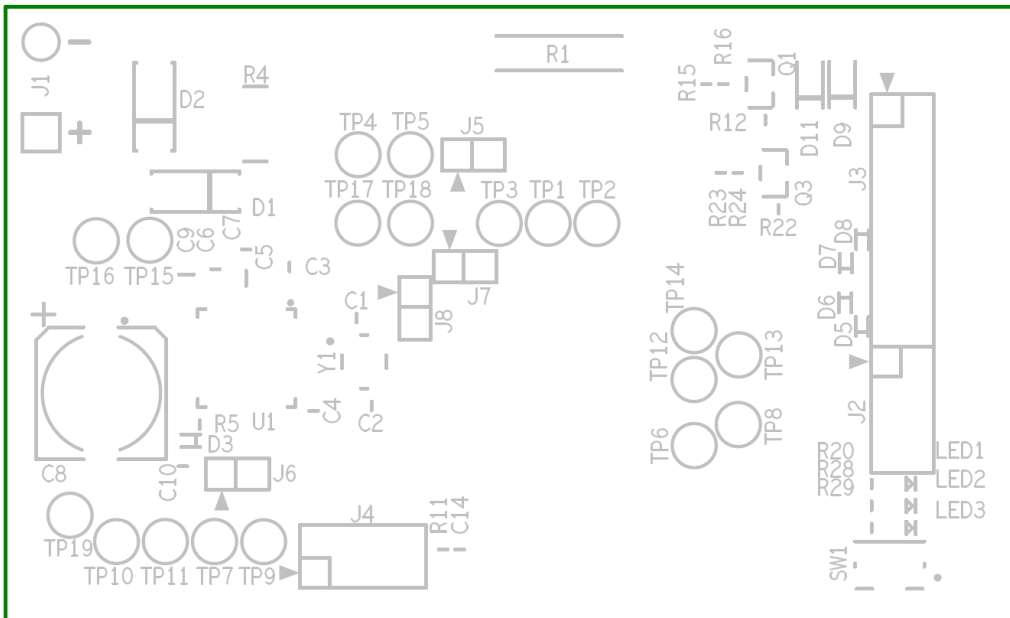 J1
−
+
D2
R4
R1
R16
R15
Q1
R12
D11
D9
TP4
TP5
J5
TP17
TP18
TP3
TP1
TP2
R23
R24
Q3
R22
J3
D1
TP16
TP15
C9
C6
C7
C5
C3
J7
J8
C1
Y1
C4
C2
TP14
TP12
TP13
TP6
TP8
D8
D7
D6
D5
J2
+
C8
R5
U1
D3
C10
J6
R20
R28
R29
LED1
LED2
LED3
TP19
TP10
TP11
TP7
TP9
J4
R11
C14
SW1